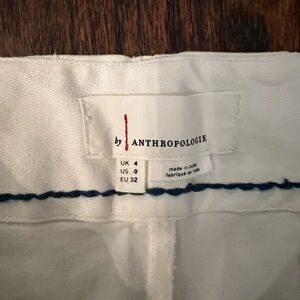 by ANTHROPOLOGIE
UK 4
US 0
EU 32
made in india
fabriqué en inde